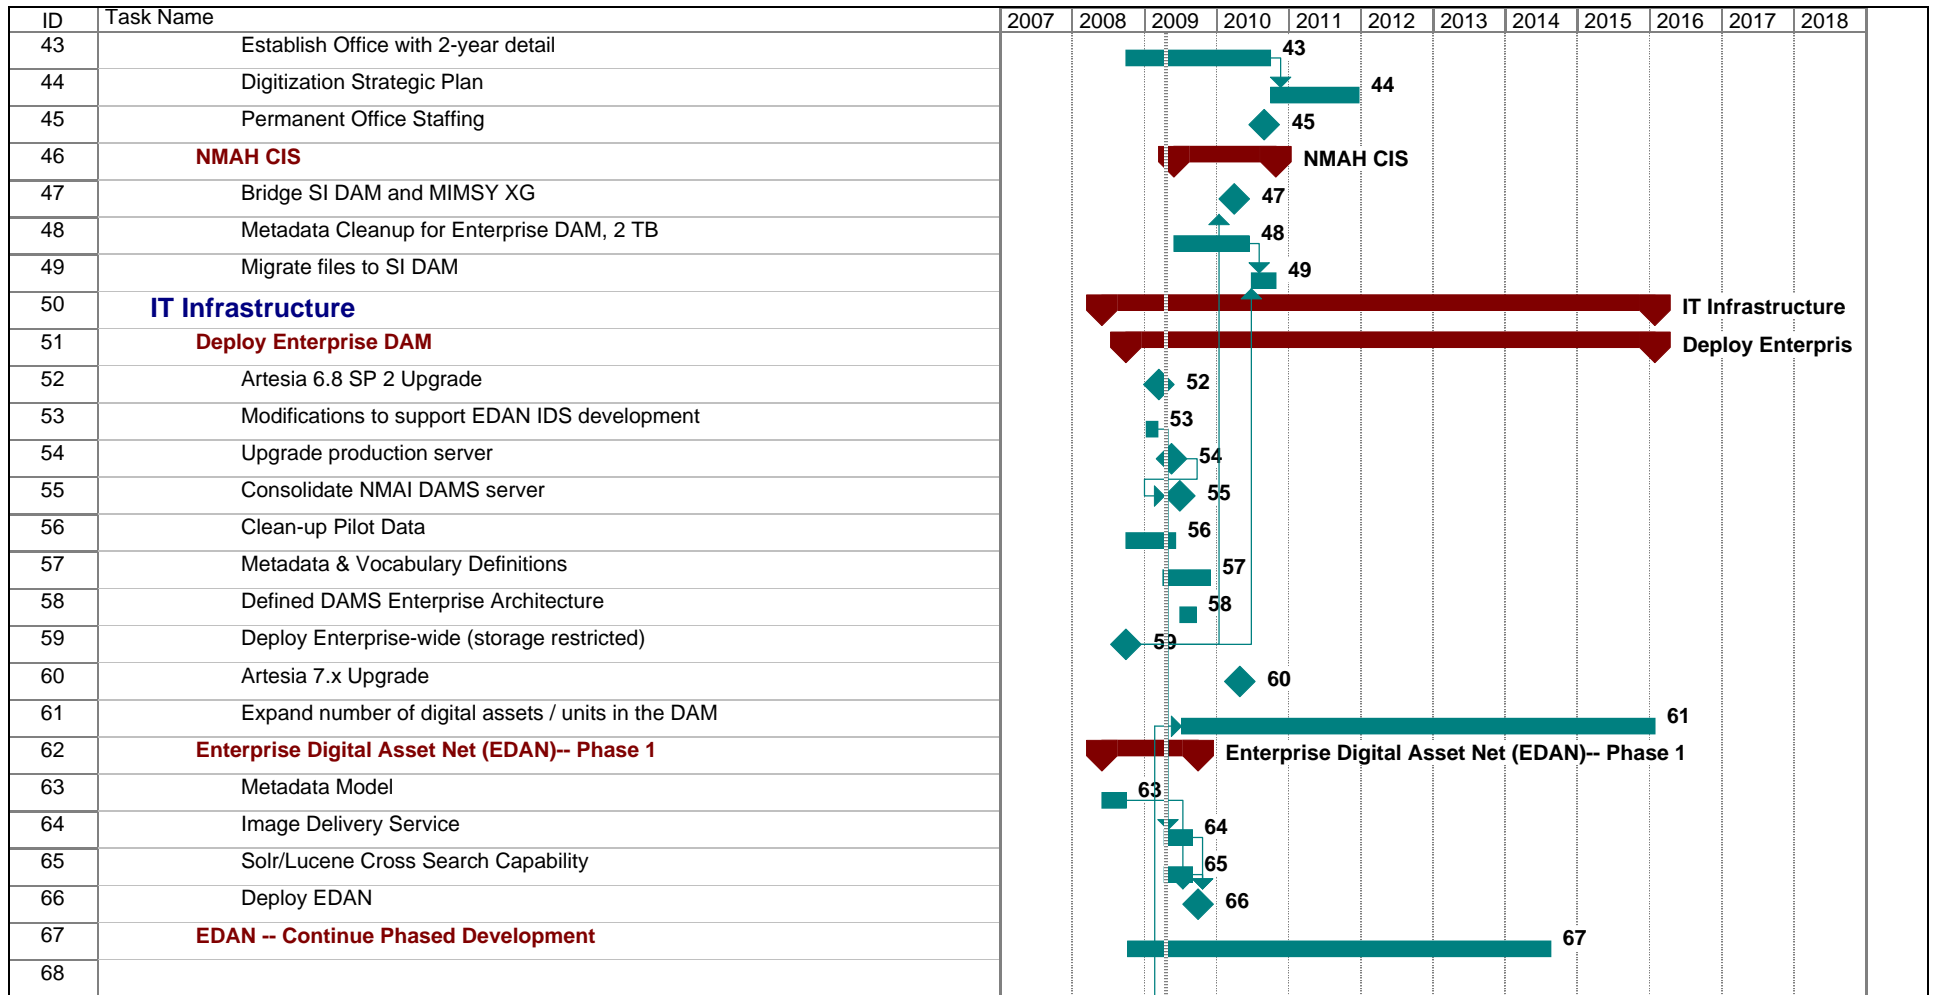 ID Task Name 2007 2008 2009 2010 2011 2012 2013 2014 2015 2016 2017 2018
43 Establish Office with 2-year detail 43
44 Digitization Strategic Plan 44
45 Permanent Office Staffing 45
46 NMAH CIS NMAH CIS
47 Bridge SI DAM and MIMSY XG 47
48 Metadata Cleanup for Enterprise DAM, 2 TB 48
49 Migrate files to SI DAM 49
50 IT Infrastructure IT Infrastructure
51 Deploy Enterprise DAM Deploy Enterpris
52 Artesia 6.8 SP 2 Upgrade 52
53 Modifications to support EDAN IDS development 53
54 Upgrade production server 54
55 Consolidate NMAI DAMS server 55
56 Clean-up Pilot Data 56
57 Metadata & Vocabulary Definitions 57
58 Defined DAMS Enterprise Architecture 58
59 Deploy Enterprise-wide (storage restricted) 59
60 Artesia 7.x Upgrade 60
61 Expand number of digital assets / units in the DAM 61
62 Enterprise Digital Asset Net (EDAN)-- Phase 1 Enterprise Digital Asset Net (EDAN)-- Phase 1
63 Metadata Model 63
64 Image Delivery Service 64
65 Solr/Lucene Cross Search Capability 65
66 Deploy EDAN 66
67 EDAN -- Continue Phased Development 67
68